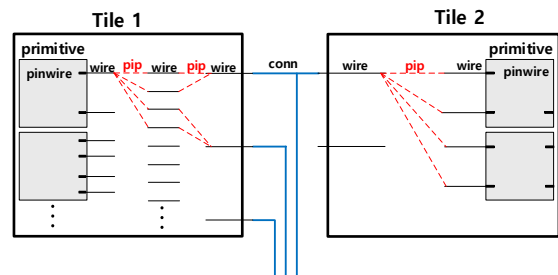 Tile 1
Tile 2
primitive
primitive
wire pip wire pip wire conn wire pip wire
pinwire
pinwire